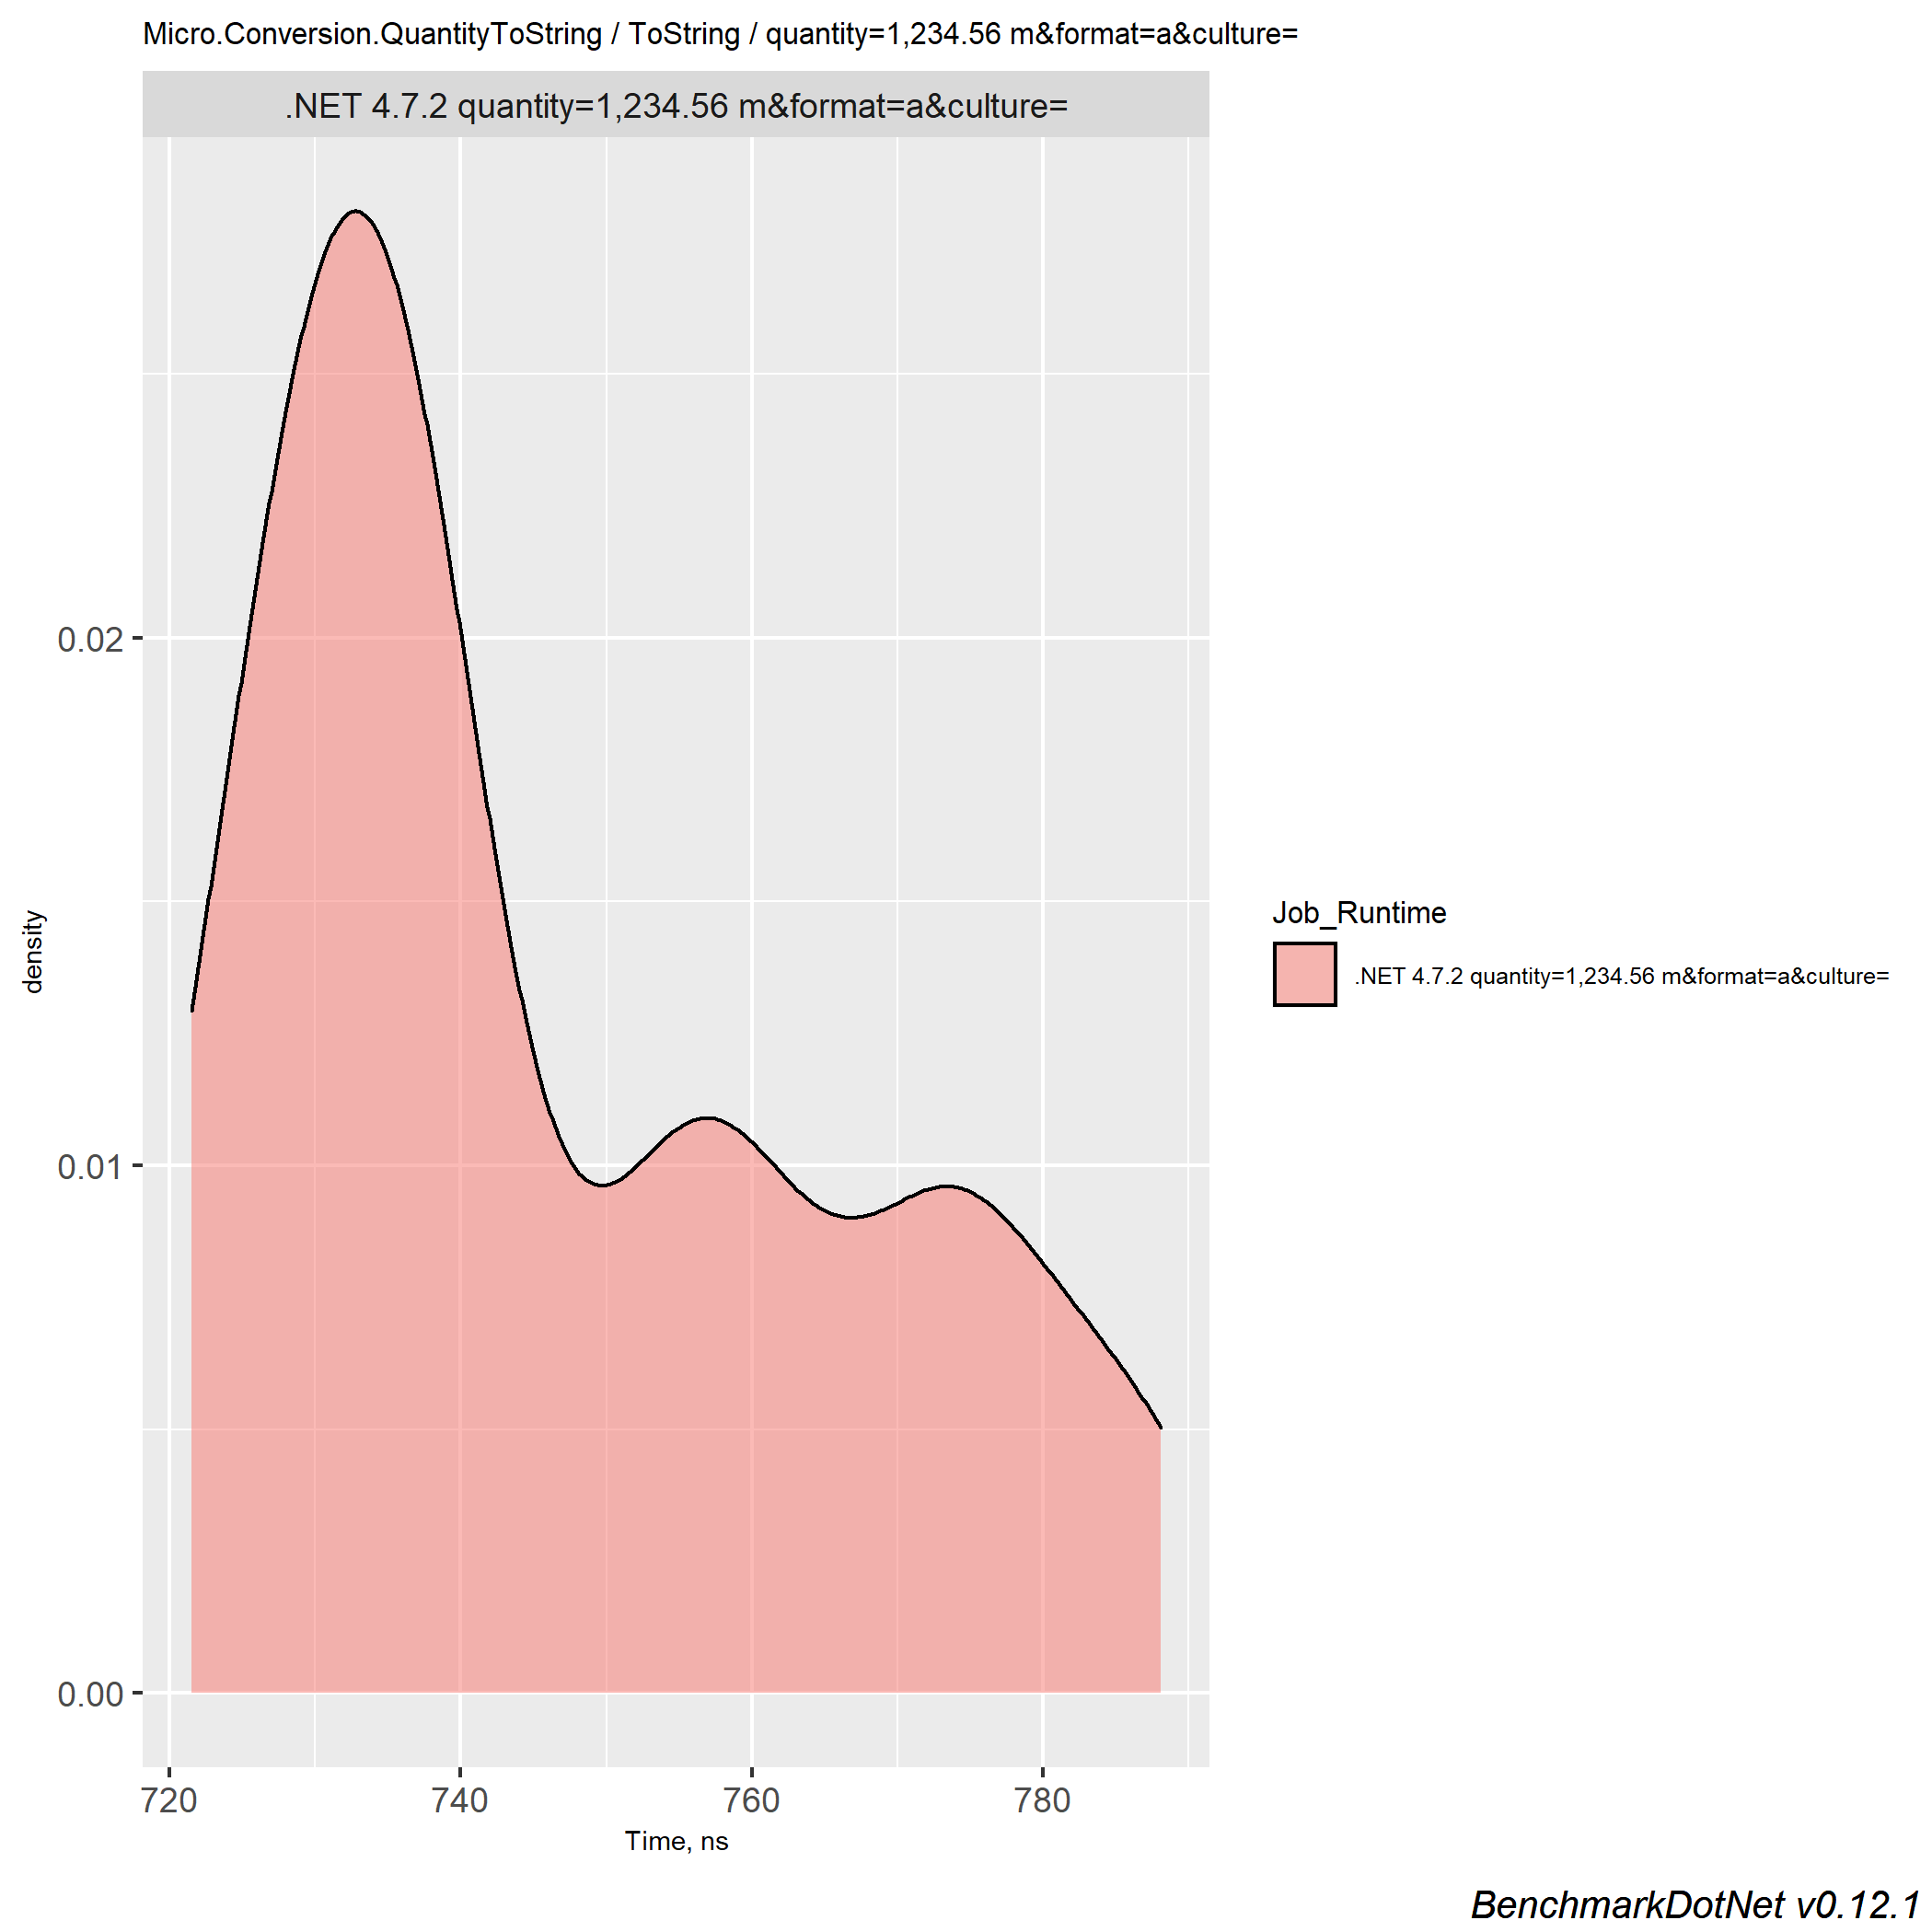 Micro.Conversion.QuantityToString / ToString / quantity=1,234.56 m&format=a&culture=
.NET 4.7.2 quantity=1,234.56 m&format=a&culture=
density
0.02
0.01
0.00
720 740 760 780
Time, ns
Job_Runtime
.NET 4.7.2 quantity=1,234.56 m&format=a&culture=
BenchmarkDotNet v0.12.1